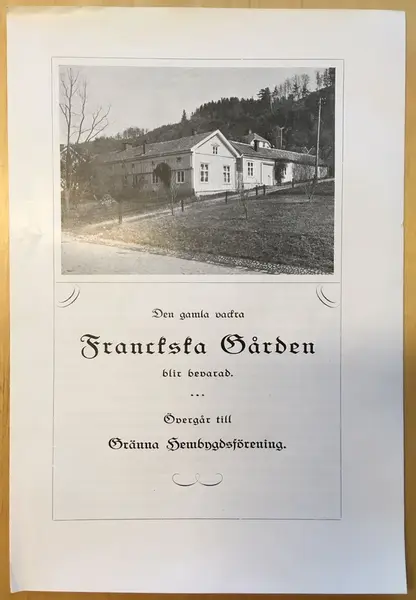 Den gamla vackra
Franckska Gården
blir bevarad.
...
Övergår till
Gränna Hembygdsförening.